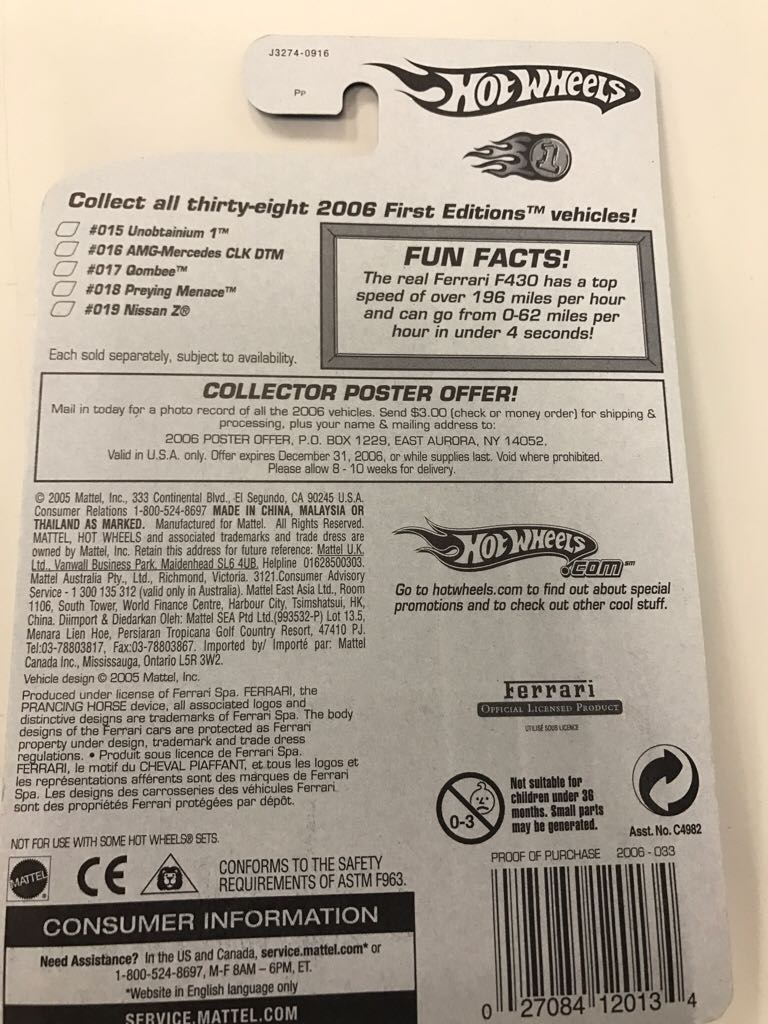 J3274-0916
Pp
HOT WHEELS
1
Collect all thirty-eight 2006 First Editions™ vehicles!
#015 Unobtainium 1™
#016 AMG-Mercedes CLK DTM
#017 Qombee™
#018 Preying Menace™
#019 Nissan Z®
Each sold separately, subject to availability.
FUN FACTS!
The real Ferrari F430 has a top
speed of over 196 miles per hour
and can go from 0-62 miles per
hour in under 4 seconds!
COLLECTOR POSTER OFFER!
Mail in today for a photo record of all the 2006 vehicles. Send $3.00 (check or money order) for shipping &
processing, plus your name & mailing address to:
2006 POSTER OFFER, P.O. BOX 1229, EAST AURORA, NY 14052.
Valid in U.S.A. only. Offer expires December 31, 2006, or while supplies last. Void where prohibited.
Please allow 8 - 10 weeks for delivery.
© 2005 Mattel, Inc., 333 Continental Blvd., El Segundo, CA 90245 U.S.A.
Consumer Relations 1-800-524-8697 MADE IN CHINA, MALAYSIA OR
THAILAND AS MARKED. Manufactured for Mattel. All Rights Reserved.
MATTEL, HOT WHEELS and associated trademarks and trade dress are
owned by Mattel, Inc. Retain this address for future reference: Mattel U.K.
Ltd., Vanwall Business Park, Maidenhead SL6 4UB. Helpline 01628500303.
Mattel Australia Pty., Ltd., Richmond, Victoria. 3121.Consumer Advisory
Service - 1 300 135 312 (valid only in Australia). Mattel East Asia Ltd., Room
1106, South Tower, World Finance Centre, Harbour City, Tsimshatsui, HK,
China. Diimport & Diedarkan Oleh: Mattel SEA Ptd Ltd.(993532-P) Lot 13.5,
Menara Lien Hoe, Persiaran Tropicana Golf Country Resort, 47410 PJ.
Tel:03-78803817, Fax:03-78803867. Imported by/ Importé par: Mattel
Canada Inc., Mississauga, Ontario L5R 3W2.
Vehicle design © 2005 Mattel, Inc.
Produced under license of Ferrari Spa. FERRARI, the
PRANCING HORSE device, all associated logos and
distinctive designs are trademarks of Ferrari Spa. The body
designs of the Ferrari cars are protected as Ferrari
property under design, trademark and trade dress
regulations. • Produit sous licence de Ferrari Spa.
FERRARI, le motif du CHEVAL PIAFFANT, et tous les logos et
les représentations afférents sont des marques de Ferrari
Spa. Les designs des carrosseries des véhicules Ferrari
sont des propriétés Ferrari protégées par dépôt.
HOT WHEELS
.COM℠
Go to hotwheels.com to find out about special
promotions and to check out other cool stuff.
Ferrari
OFFICIAL LICENSED PRODUCT
UTILISÉ SOUS LICENCE
0-3
Not suitable for
children under 36
months. Small parts
may be generated.
Asst. No. C4982
NOT FOR USE WITH SOME HOT WHEELS® SETS.
MATTEL
CE
CONFORMS TO THE SAFETY
REQUIREMENTS OF ASTM F963.
PROOF OF PURCHASE 2006 - 033
0 27084 12013 4
CONSUMER INFORMATION
Need Assistance? In the US and Canada, service.mattel.com* or
1-800-524-8697, M-F 8AM – 6PM, ET.
*Website in English language only
SERVICE.MATTEL.COM